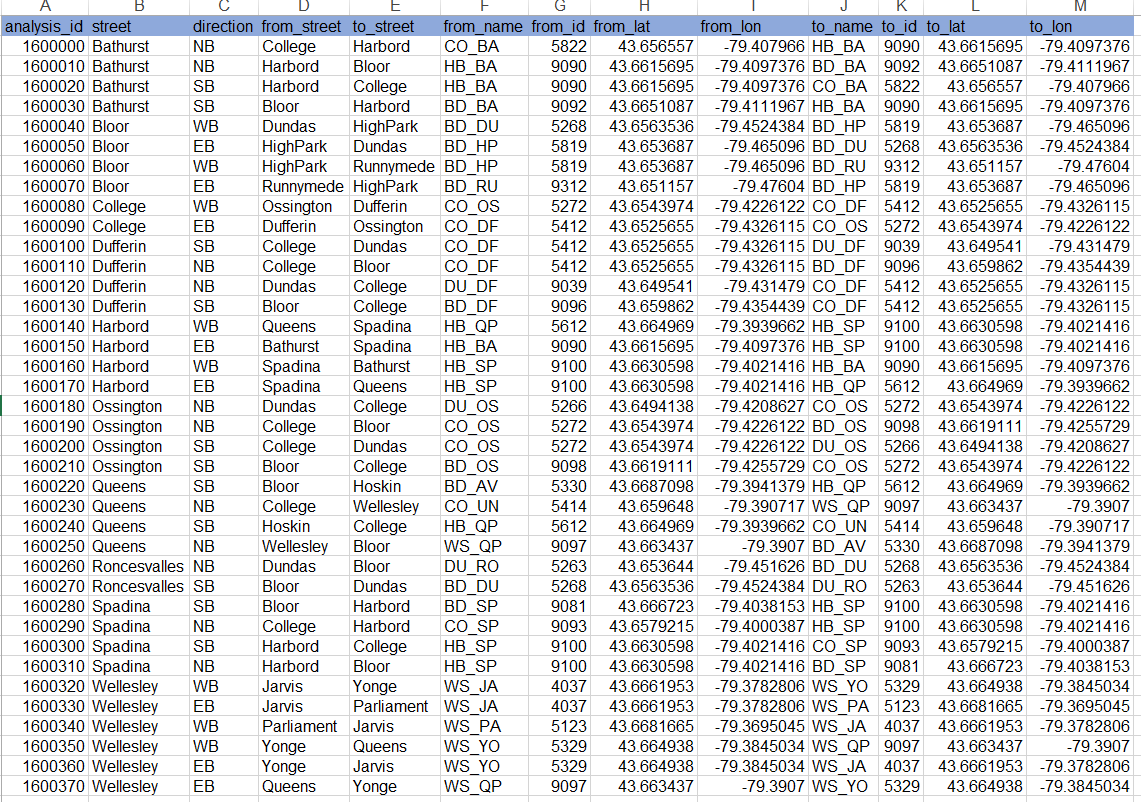 A B C D E F G H I J K L M
analysis_id street direction from_street to_street from_name from_id from_lat from_lon to_name to_id to_lat to_lon
1600000 Bathurst NB College Harbord CO_BA 5822 43.656557 -79.407966 HB_BA 9090 43.6615695 -79.4097376
1600010 Bathurst NB Harbord Bloor HB_BA 9090 43.6615695 -79.4097376 BD_BA 9092 43.6651087 -79.4111967
1600020 Bathurst SB Harbord College HB_BA 9090 43.6615695 -79.4097376 CO_BA 5822 43.656557 -79.407966
1600030 Bathurst SB Bloor Harbord BD_BA 9092 43.6651087 -79.4111967 HB_BA 9090 43.6615695 -79.4097376
1600040 Bloor WB Dundas HighPark BD_DU 5268 43.6563536 -79.4524384 BD_HP 5819 43.653687 -79.465096
1600050 Bloor EB HighPark Dundas BD_HP 5819 43.653687 -79.465096 BD_DU 5268 43.6563536 -79.4524384
1600060 Bloor WB HighPark Runnymede BD_HP 5819 43.653687 -79.465096 BD_RU 9312 43.651157 -79.47604
1600070 Bloor EB Runnymede HighPark BD_RU 9312 43.651157 -79.47604 BD_HP 5819 43.653687 -79.465096
1600080 College WB Ossington Dufferin CO_OS 5272 43.6543974 -79.4226122 CO_DF 5412 43.6525655 -79.4326115
1600090 College EB Dufferin Ossington CO_DF 5412 43.6525655 -79.4326115 CO_OS 5272 43.6543974 -79.4226122
1600100 Dufferin SB College Dundas CO_DF 5412 43.6525655 -79.4326115 DU_DF 9039 43.649541 -79.431479
1600110 Dufferin NB College Bloor CO_DF 5412 43.6525655 -79.4326115 BD_DF 9096 43.659862 -79.4354439
1600120 Dufferin NB Dundas College DU_DF 9039 43.649541 -79.431479 CO_DF 5412 43.6525655 -79.4326115
1600130 Dufferin SB Bloor College BD_DF 9096 43.659862 -79.4354439 CO_DF 5412 43.6525655 -79.4326115
1600140 Harbord WB Queens Spadina HB_QP 5612 43.664969 -79.3939662 HB_SP 9100 43.6630598 -79.4021416
1600150 Harbord EB Bathurst Spadina HB_BA 9090 43.6615695 -79.4097376 HB_SP 9100 43.6630598 -79.4021416
1600160 Harbord WB Spadina Bathurst HB_SP 9100 43.6630598 -79.4021416 HB_BA 9090 43.6615695 -79.4097376
1600170 Harbord EB Spadina Queens HB_SP 9100 43.6630598 -79.4021416 HB_QP 5612 43.664969 -79.3939662
1600180 Ossington NB Dundas College DU_OS 5266 43.6494138 -79.4208627 CO_OS 5272 43.6543974 -79.4226122
1600190 Ossington NB College Bloor CO_OS 5272 43.6543974 -79.4226122 BD_OS 9098 43.6619111 -79.4255729
1600200 Ossington SB College Dundas CO_OS 5272 43.6543974 -79.4226122 DU_OS 5266 43.6494138 -79.4208627
1600210 Ossington SB Bloor College BD_OS 9098 43.6619111 -79.4255729 CO_OS 5272 43.6543974 -79.4226122
1600220 Queens SB Bloor Hoskin BD_AV 5330 43.6687098 -79.3941379 HB_QP 5612 43.664969 -79.3939662
1600230 Queens NB College Wellesley CO_UN 5414 43.659648 -79.390717 WS_QP 9097 43.663437 -79.3907
1600240 Queens SB Hoskin College HB_QP 5612 43.664969 -79.3939662 CO_UN 5414 43.659648 -79.390717
1600250 Queens NB Wellesley Bloor WS_QP 9097 43.663437 -79.3907 BD_AV 5330 43.6687098 -79.3941379
1600260 Roncesvalles NB Dundas Bloor DU_RO 5263 43.653644 -79.451626 BD_DU 5268 43.6563536 -79.4524384
1600270 Roncesvalles SB Bloor Dundas BD_DU 5268 43.6563536 -79.4524384 DU_RO 5263 43.653644 -79.451626
1600280 Spadina SB Bloor Harbord BD_SP 9081 43.666723 -79.4038153 HB_SP 9100 43.6630598 -79.4021416
1600290 Spadina NB College Harbord CO_SP 9093 43.6579215 -79.4000387 HB_SP 9100 43.6630598 -79.4021416
1600300 Spadina SB Harbord College HB_SP 9100 43.6630598 -79.4021416 CO_SP 9093 43.6579215 -79.4000387
1600310 Spadina NB Harbord Bloor HB_SP 9100 43.6630598 -79.4021416 BD_SP 9081 43.666723 -79.4038153
1600320 Wellesley WB Jarvis Yonge WS_JA 4037 43.6661953 -79.3782806 WS_YO 5329 43.664938 -79.3845034
1600330 Wellesley EB Jarvis Parliament WS_JA 4037 43.6661953 -79.3782806 WS_PA 5123 43.6681665 -79.3695045
1600340 Wellesley WB Parliament Jarvis WS_PA 5123 43.6681665 -79.3695045 WS_JA 4037 43.6661953 -79.3782806
1600350 Wellesley WB Yonge Queens WS_YO 5329 43.664938 -79.3845034 WS_QP 9097 43.663437 -79.3907
1600360 Wellesley EB Yonge Jarvis WS_YO 5329 43.664938 -79.3845034 WS_JA 4037 43.6661953 -79.3782806
1600370 Wellesley EB Queens Yonge WS_QP 9097 43.663437 -79.3907 WS_YO 5329 43.664938 -79.3845034